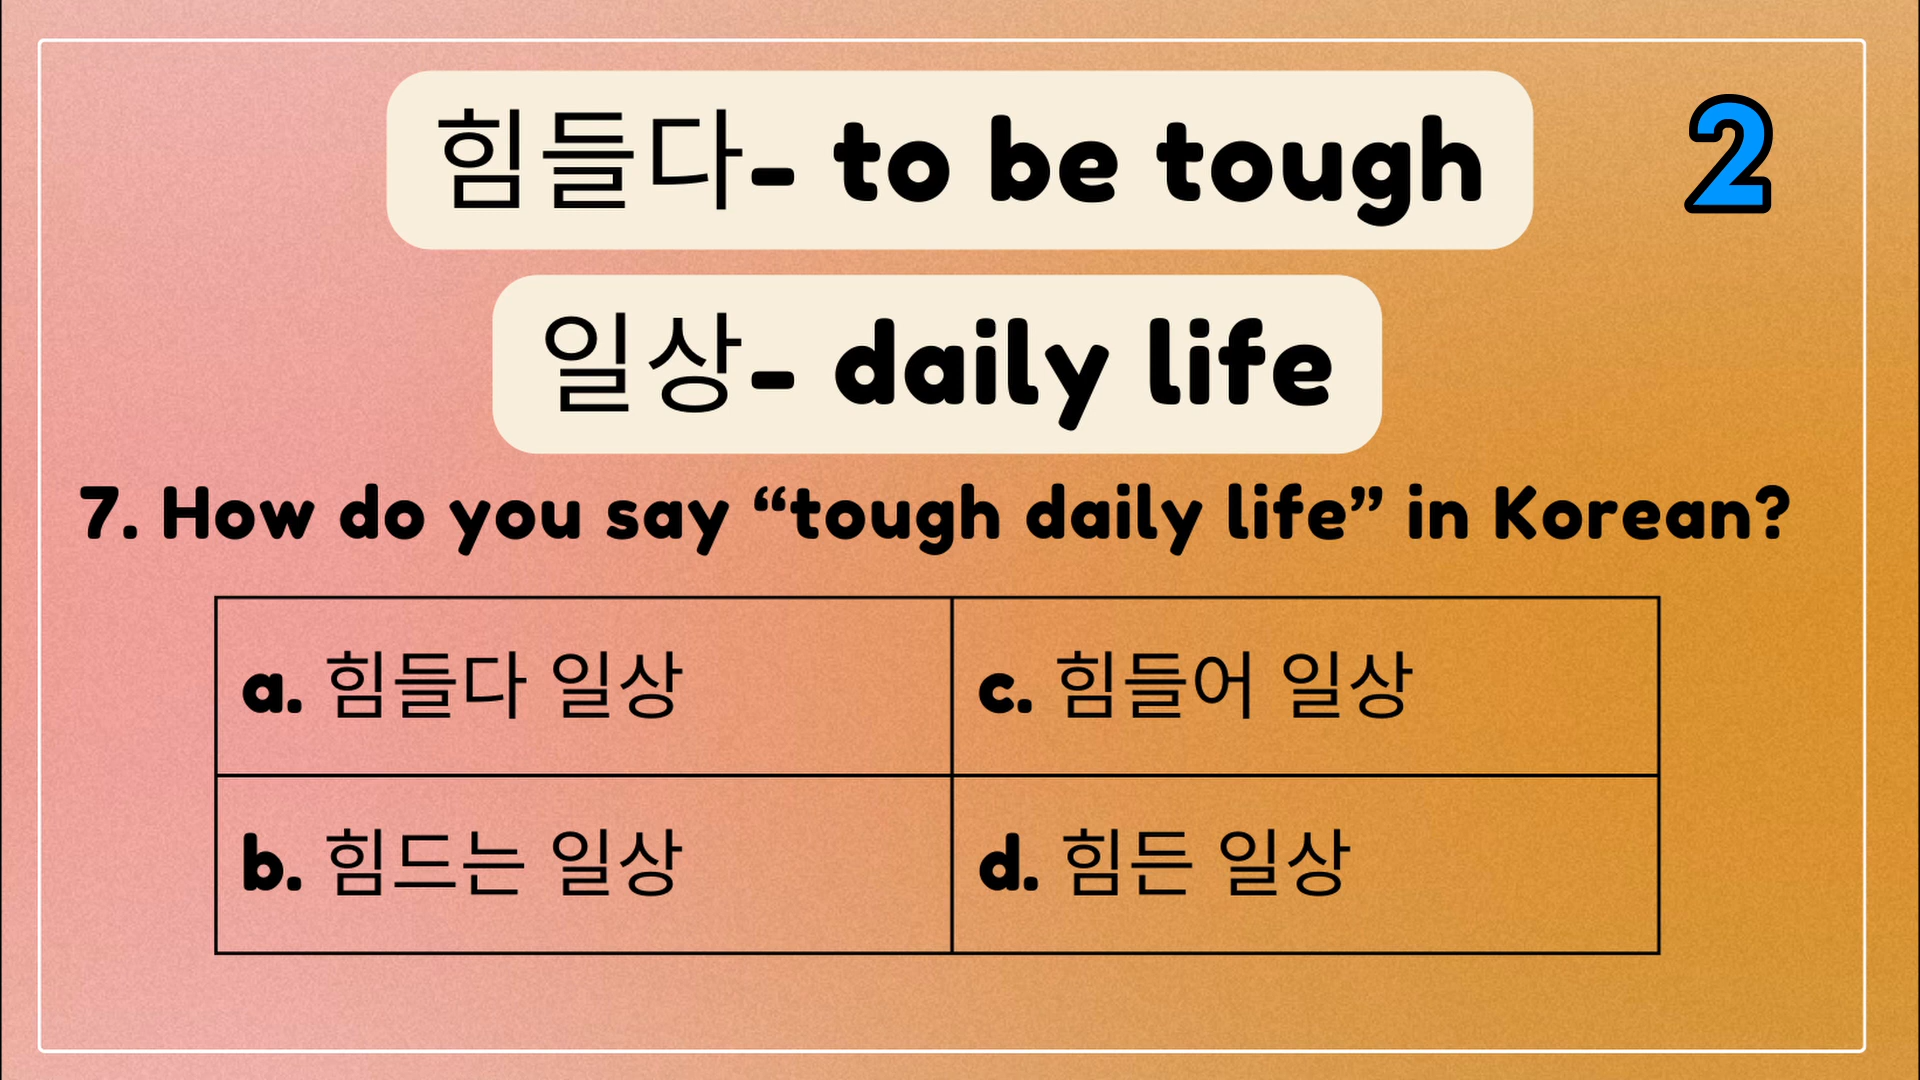 힘들다- to be tough
2
일상- daily life
7. How do you say “tough daily life” in Korean?
a. 힘들다 일상
c. 힘들어 일상
b. 힘드는 일상
d. 힘든 일상